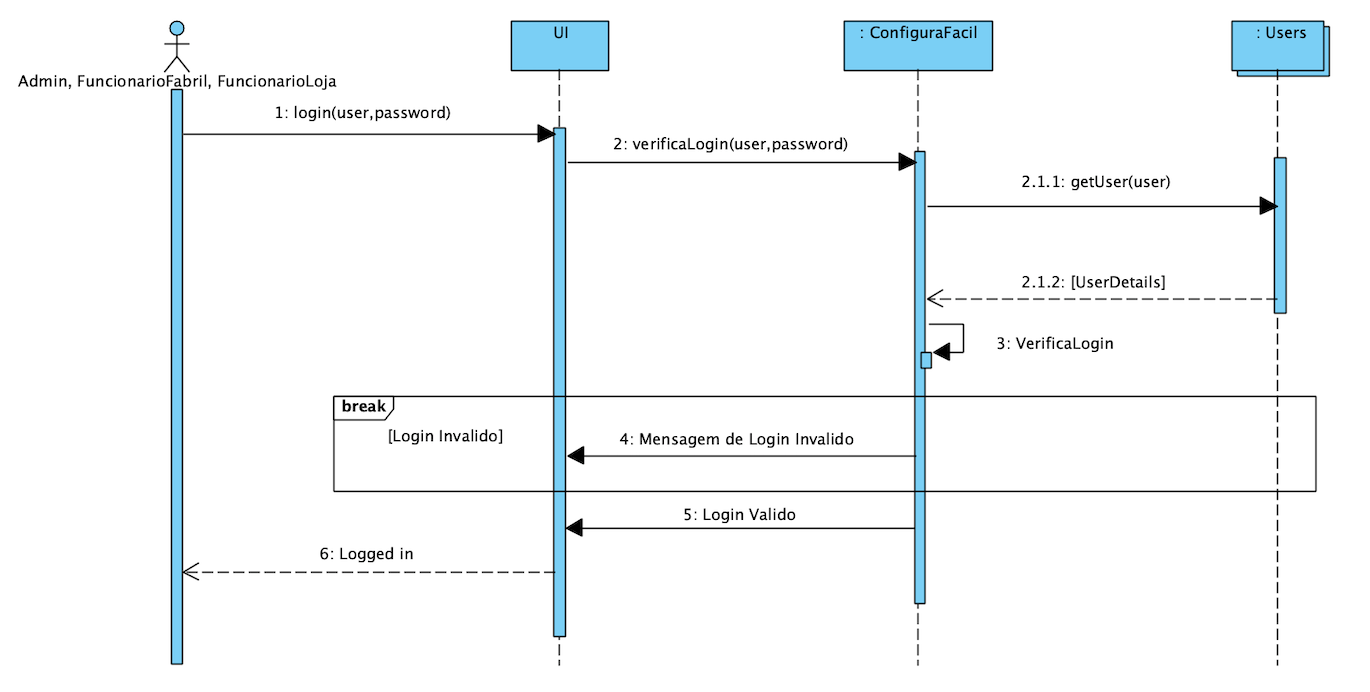 UI
: ConfiguraFacil
: Users
Admin, FuncionarioFabril, FuncionarioLoja
1: login(user,password)
2: verificaLogin(user,password)
2.1.1: getUser(user)
2.1.2: [UserDetails]
3: VerificaLogin
break
[Login Invalido]
4: Mensagem de Login Invalido
5: Login Valido
6: Logged in